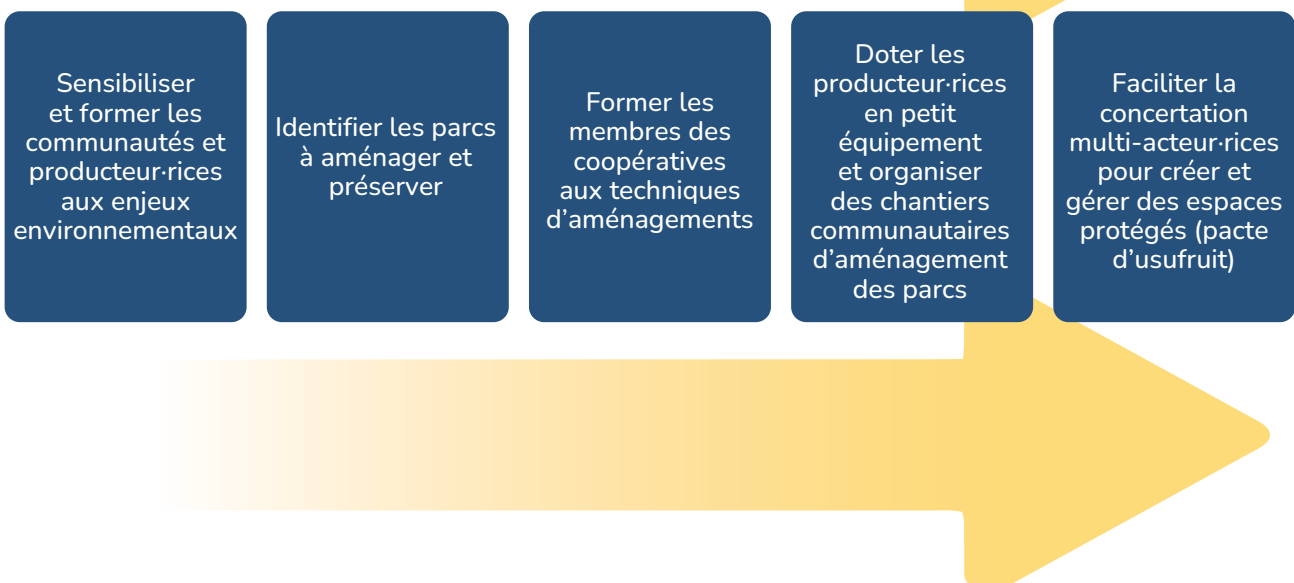 Sensibiliser
et former les
communautés et
producteur·rices
aux enjeux
environnementaux
Identifier les parcs
à aménager et
préserver
Former les
membres des
coopératives
aux techniques
d’aménagements
Doter les
producteur·rices
en petit
équipement
et organiser
des chantiers
communautaires
d’aménagement
des parcs
Faciliter la
concertation
multi-acteur·rices
pour créer et
gérer des espaces
protégés (pacte
d’usufruit)